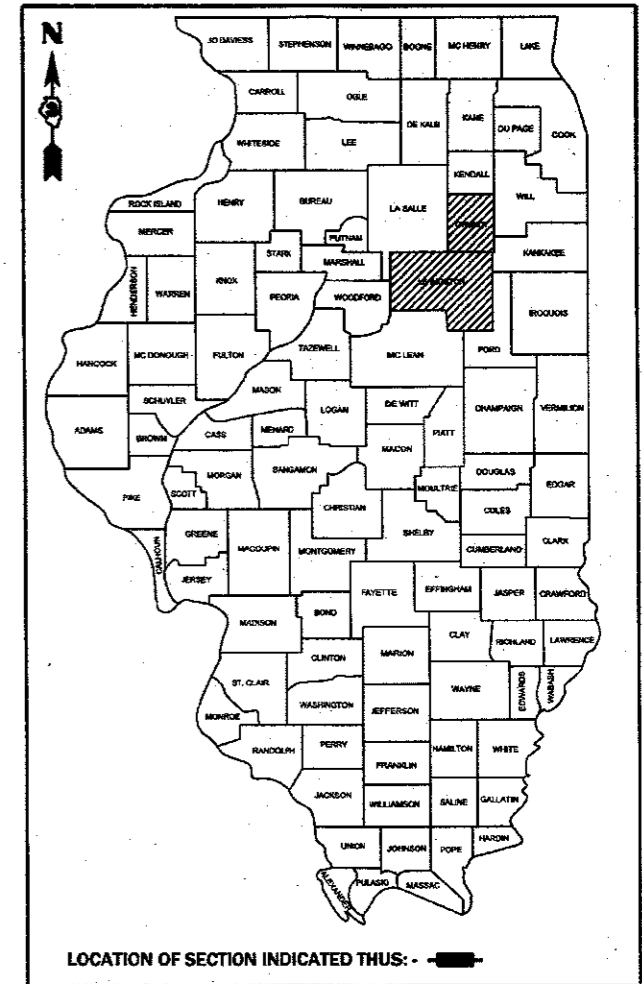 N
JO DAVIESS STEPHENSON WINNEBAGO BOONE MC HENRY LAKE
CARROLL OGLE
DE KALB KANE DU PAGE COOK
WHITESIDE LEE
KENDALL
ROCK ISLAND HENRY BUREAU LA SALLE WILL
MERCER PUTNAM
STARK MARSHALL KANKAKEE
HENDERSON WARREN KNOX PEORIA WOODFORD LIVINGSTON IROQUOIS
HANCOCK MC DONOUGH FULTON TAZEWELL MC LEAN FORD
SCHUYLER MASON
LOGAN DE WITT CHAMPAIGN VERMILION
ADAMS BROWN CASS MENARD PIATT
MACON
PIKE SCOTT MORGAN SANGAMON MOULTRIE DOUGLAS EDGAR
CHRISTIAN COLES
GREENE MACOUPIN MONTGOMERY SHELBY CUMBERLAND CLARK
CALHOUN JERSEY
FAYETTE EFFINGHAM JASPER CRAWFORD
MADISON BOND
CLAY RICHLAND LAWRENCE
CLINTON MARION
ST. CLAIR WAYNE EDWARDS WABASH
WASHINGTON JEFFERSON
MONROE
RANDOLPH PERRY HAMILTON WHITE
FRANKLIN
JACKSON WILLIAMSON SALINE GALLATIN
UNION JOHNSON POPE HARDIN
ALEXANDER PULASKI MASSAC
LOCATION OF SECTION INDICATED THUS: -